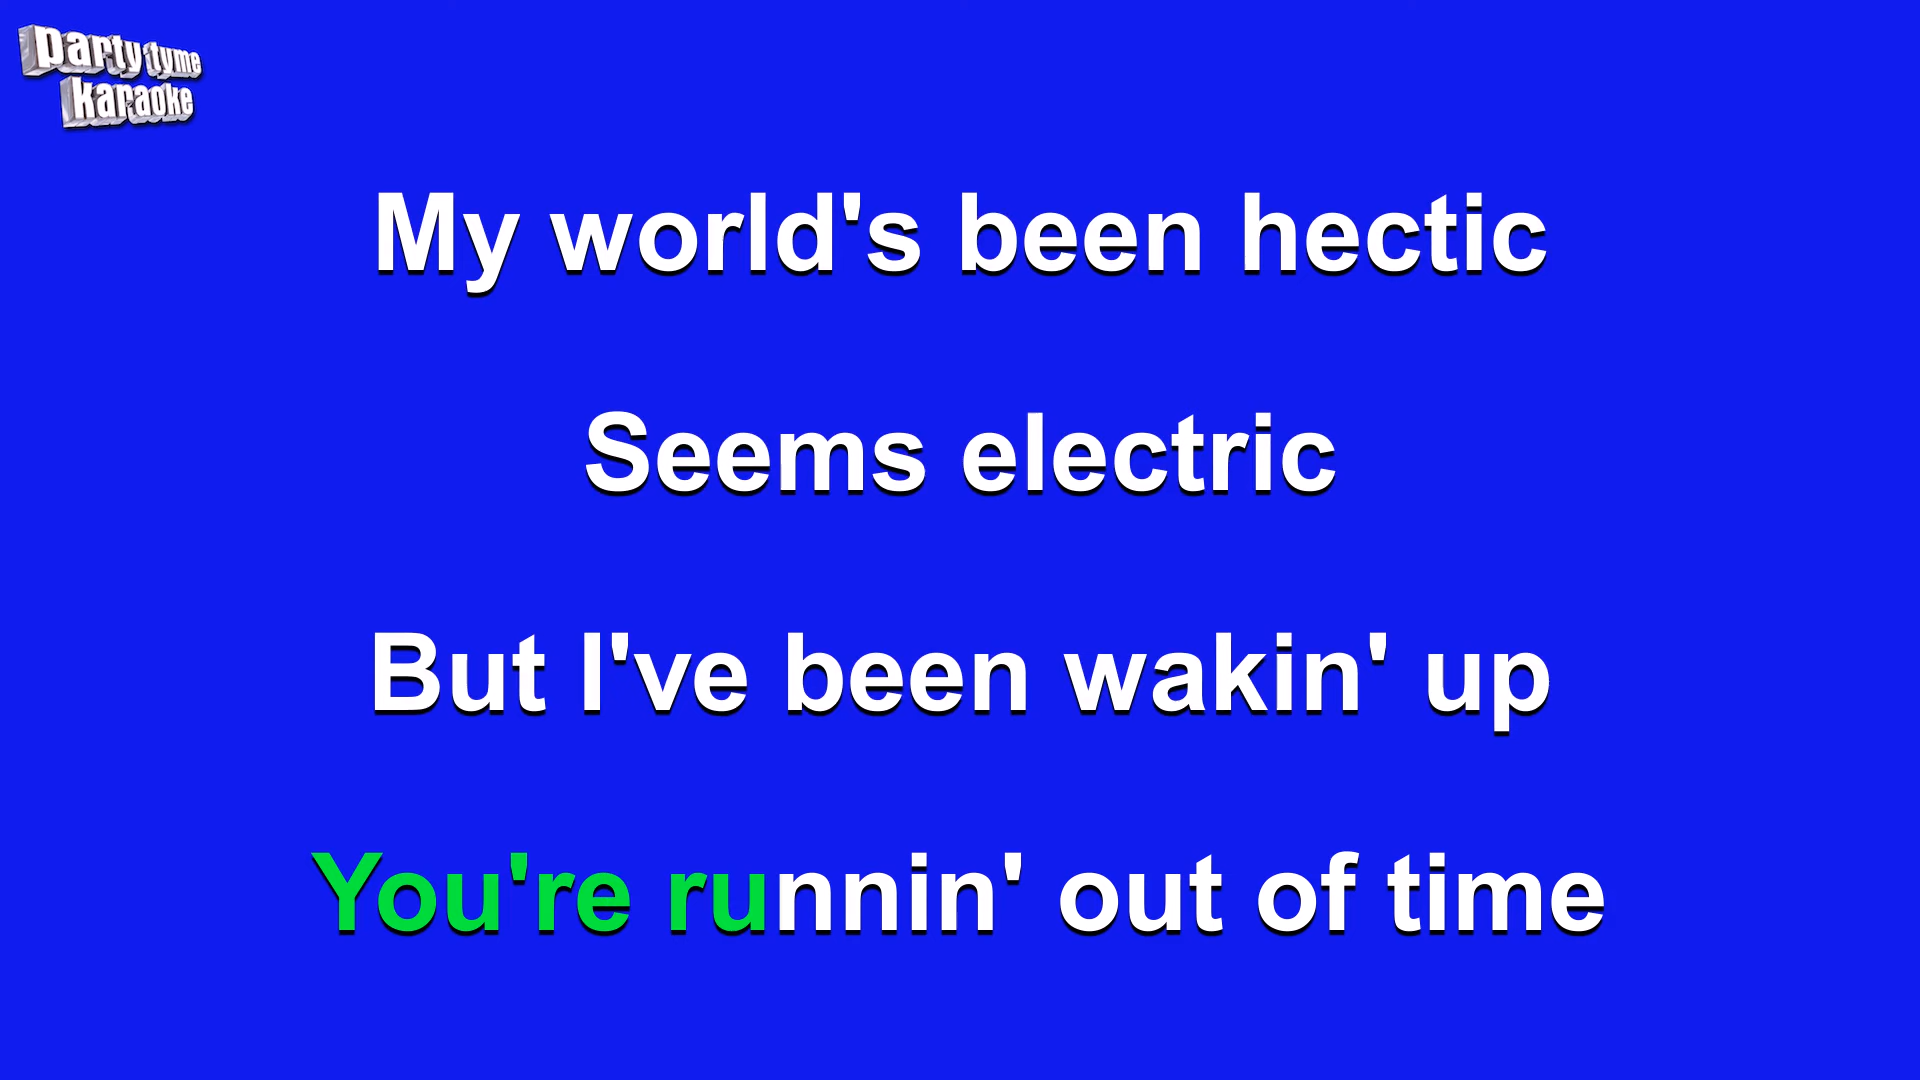 party tyme
karaoke
My world's been hectic
Seems electric
But I've been wakin' up
You're runnin' out of time